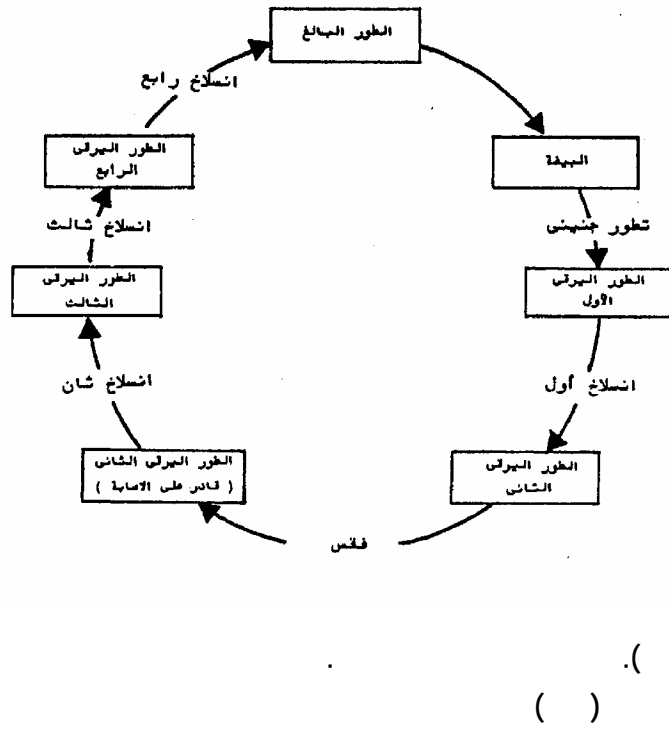 الطور البالغ
البيضة
تطور جنينى
الطور اليرقى
الأول
انسلاخ أول
الطور اليرقى
الثانى
فقس
الطور اليرقى الثانى
( قادر على الاصابة )
انسلاخ ثان
الطور اليرقى
الثالث
انسلاخ ثالث
الطور اليرقى
الرابع
انسلاخ رابع
.( .
( )